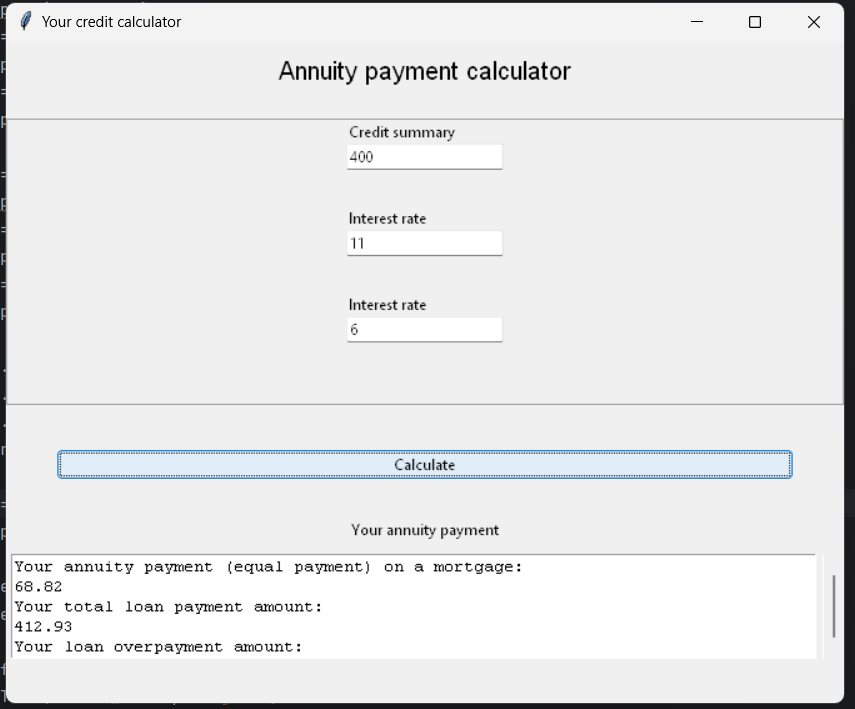 Your credit calculator
Annuity payment calculator
Credit summary
400
Interest rate
11
Interest rate
6
Calculate
Your annuity payment
Your annuity payment (equal payment) on a mortgage:
68.82
Your total loan payment amount:
412.93
Your loan overpayment amount: